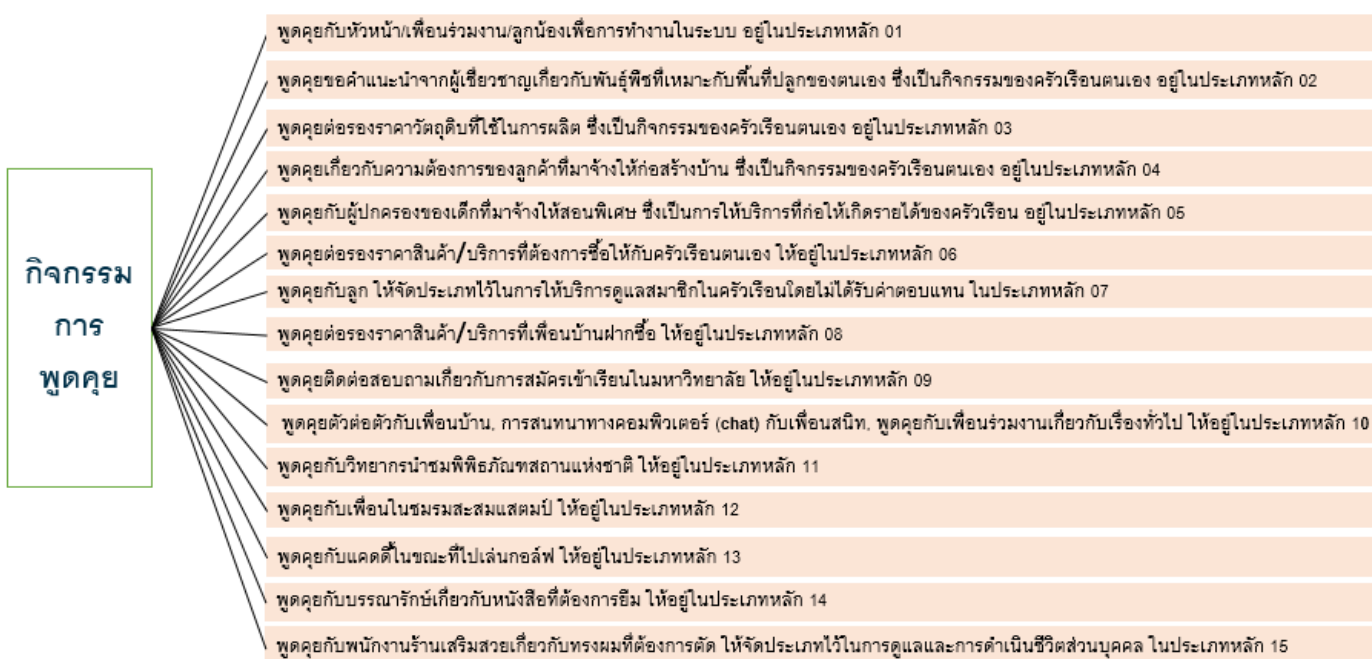 กิจกรรม
การ
พูดคุย
พูดคุยกับหัวหน้า/เพื่อนร่วมงาน/ลูกน้องเพื่อการทำงานในระบบ อยู่ในประเภทหลัก 01
พูดคุยขอคำแนะนำจากผู้เชี่ยวชาญเกี่ยวกับพันธุ์พืชที่เหมาะกับพื้นที่ปลูกของตนเอง ซึ่งเป็นกิจกรรมของครัวเรือนตนเอง อยู่ในประเภทหลัก 02
พูดคุยต่อรองราคาวัตถุดิบที่ใช้ในการผลิต ซึ่งเป็นกิจกรรมของครัวเรือนตนเอง อยู่ในประเภทหลัก 03
พูดคุยเกี่ยวกับความต้องการของลูกค้าที่มาจ้างให้ก่อสร้างบ้าน ซึ่งเป็นกิจกรรมของครัวเรือนตนเอง อยู่ในประเภทหลัก 04
พูดคุยกับผู้ปกครองของเด็กที่มาจ้างให้สอนพิเศษ ซึ่งเป็นการให้บริการที่ก่อให้เกิดรายได้ของครัวเรือน อยู่ในประเภทหลัก 05
พูดคุยต่อรองราคาสินค้า/บริการที่ต้องการซื้อให้กับครัวเรือนตนเอง ให้อยู่ในประเภทหลัก 06
พูดคุยกับลูก ให้จัดประเภทไว้ในการให้บริการดูแลสมาชิกในครัวเรือนโดยไม่ได้รับค่าตอบแทน ในประเภทหลัก 07
พูดคุยต่อรองราคาสินค้า/บริการที่เพื่อนบ้านฝากซื้อ ให้อยู่ในประเภทหลัก 08
พูดคุยติดต่อสอบถามเกี่ยวกับการสมัครเข้าเรียนในมหาวิทยาลัย ให้อยู่ในประเภทหลัก 09
พูดคุยตัวต่อตัวกับเพื่อนบ้าน, การสนทนาทางคอมพิวเตอร์ (chat) กับเพื่อนสนิท, พูดคุยกับเพื่อนร่วมงานเกี่ยวกับเรื่องทั่วไป ให้อยู่ในประเภทหลัก 10
พูดคุยกับวิทยากรนำชมพิพิธภัณฑสถานแห่งชาติ ให้อยู่ในประเภทหลัก 11
พูดคุยกับเพื่อนในชมรมสะสมแสตมป์ ให้อยู่ในประเภทหลัก 12
พูดคุยกับแคดดี้ในขณะที่ไปเล่นกอล์ฟ ให้อยู่ในประเภทหลัก 13
พูดคุยกับบรรณารักษ์เกี่ยวกับหนังสือที่ต้องการยืม ให้อยู่ในประเภทหลัก 14
พูดคุยกับพนักงานร้านเสริมสวยเกี่ยวกับทรงผมที่ต้องการตัด ให้จัดประเภทไว้ในการดูแลและการดำเนินชีวิตส่วนบุคคล ในประเภทหลัก 15